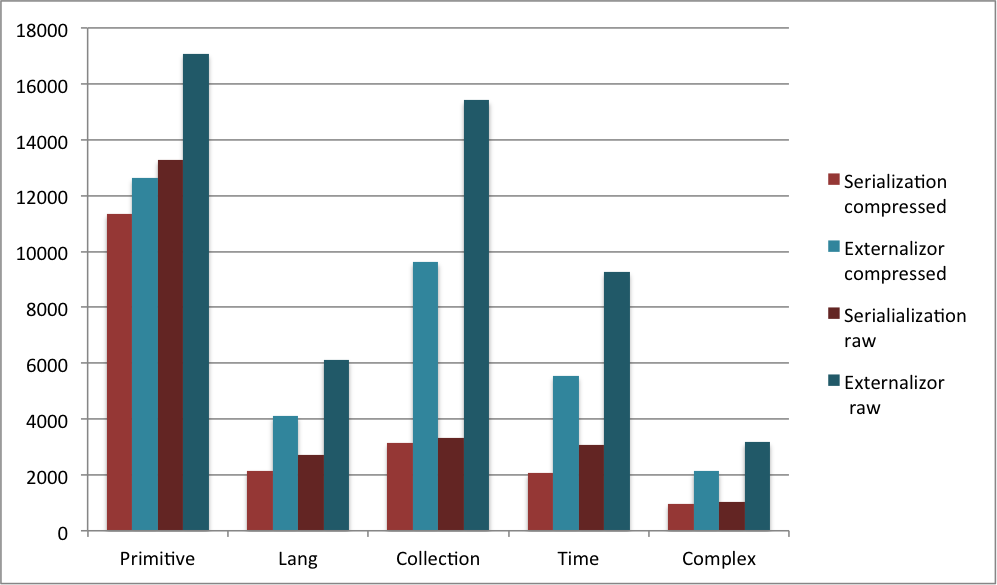 18000
16000
14000
12000
10000
8000
6000
4000
2000
0
Primitive Lang Collection Time Complex
Serialization
compressed
Externalizor
compressed
Serialialization
raw
Externalizor
raw